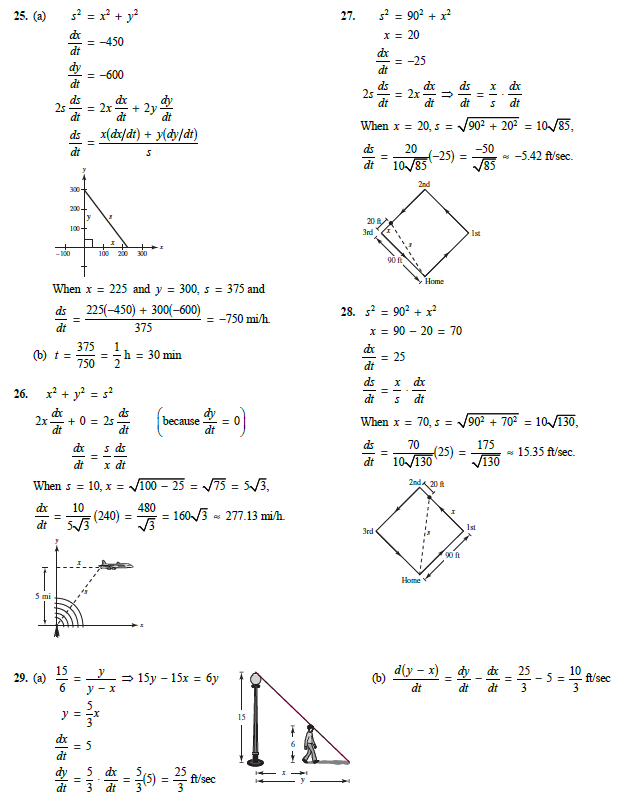 25. (a) s² = x² + y²
dx/dt = −450
dy/dt = −600
2s ds/dt = 2x dx/dt + 2y dy/dt
ds/dt = x(dx/dt) + y(dy/dt) / s
y
300
200
100
y
s
x
−100 100 200 300 x
When x = 225 and y = 300, s = 375 and
ds/dt = 225(−450) + 300(−600) / 375 = −750 mi/h.
(b) t = 375/750 = 1/2 h = 30 min
26. x² + y² = s²
2x dx/dt + 0 = 2s ds/dt (because dy/dt = 0)
dx/dt = s/x ds/dt
When s = 10, x = √100 − 25 = √75 = 5√3,
dx/dt = 10/5√3 (240) = 480/√3 = 160√3 ≈ 277.13 mi/h.
y
x
5 mi
s
x
27. s² = 90² + x²
x = 20
dx/dt = −25
2s ds/dt = 2x dx/dt ⇒ ds/dt = x/s · dx/dt
When x = 20, s = √90² + 20² = 10√85,
ds/dt = 20/10√85 (−25) = −50/√85 ≈ −5.42 ft/sec.
2nd
20 ft
3rd
x
1st
s
90 ft
Home
28. s² = 90² + x²
x = 90 − 20 = 70
dx/dt = 25
ds/dt = x/s · dx/dt
When x = 70, s = √90² + 70² = 10√130,
ds/dt = 70/10√130 (25) = 175/√130 ≈ 15.35 ft/sec.
2nd 20 ft
x
3rd
1st
s
90 ft
Home
29. (a) 15/6 = y/y − x ⇒ 15y − 15x = 6y
y = 5/3 x
dx/dt = 5
dy/dt = 5/3 · dx/dt = 5/3 (5) = 25/3 ft/sec
15
6
x
y
(b) d(y − x)/dt = dy/dt − dx/dt = 25/3 − 5 = 10/3 ft/sec